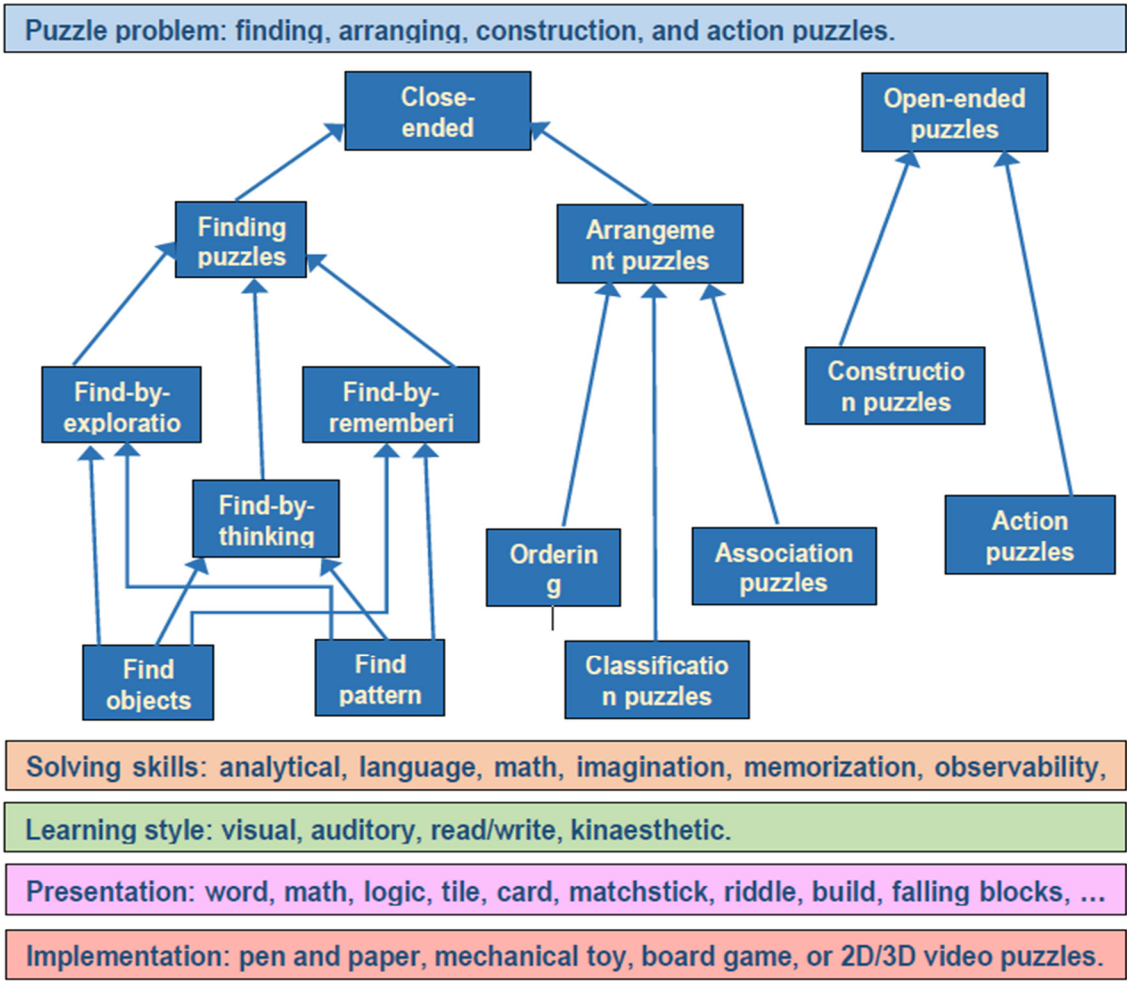 Puzzle problem: finding, arranging, construction, and action puzzles.
Close-
ended
Open-ended
puzzles
Finding
puzzles
Arrangeme
nt puzzles
Find-by-
exploratio
Find-by-
rememberi
Constructio
n puzzles
Find-by-
thinking
Orderin
g
Association
puzzles
Action
puzzles
Find
objects
Find
pattern
Classificatio
n puzzles
Solving skills: analytical, language, math, imagination, memorization, observability,
Learning style: visual, auditory, read/write, kinaesthetic.
Presentation: word, math, logic, tile, card, matchstick, riddle, build, falling blocks, ...
Implementation: pen and paper, mechanical toy, board game, or 2D/3D video puzzles.